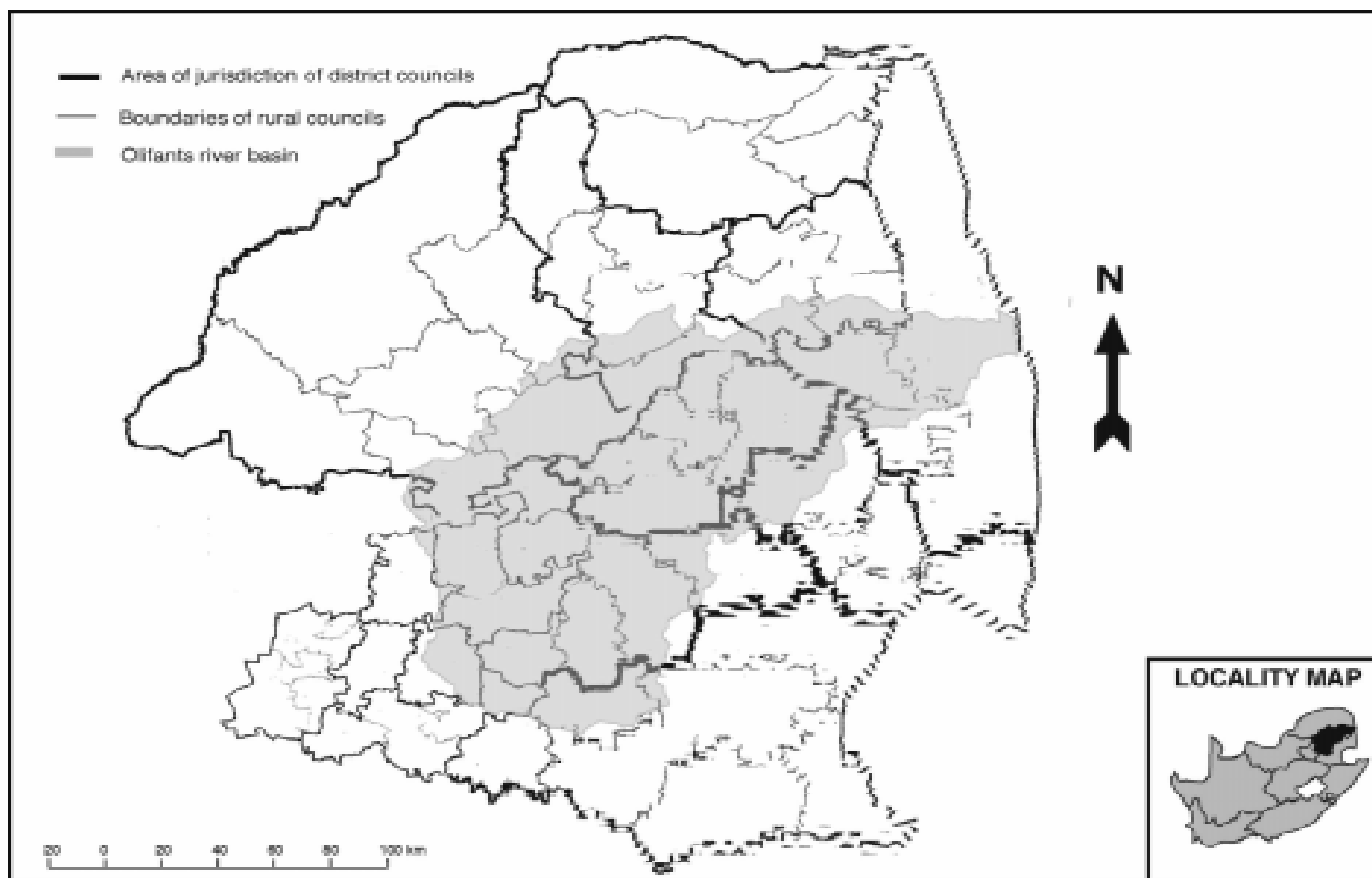 Area of jurisdiction of district councils
Boundaries of rural councils
Olifants river basin
N
LOCALITY MAP
20 0 20 40 60 80 100 km